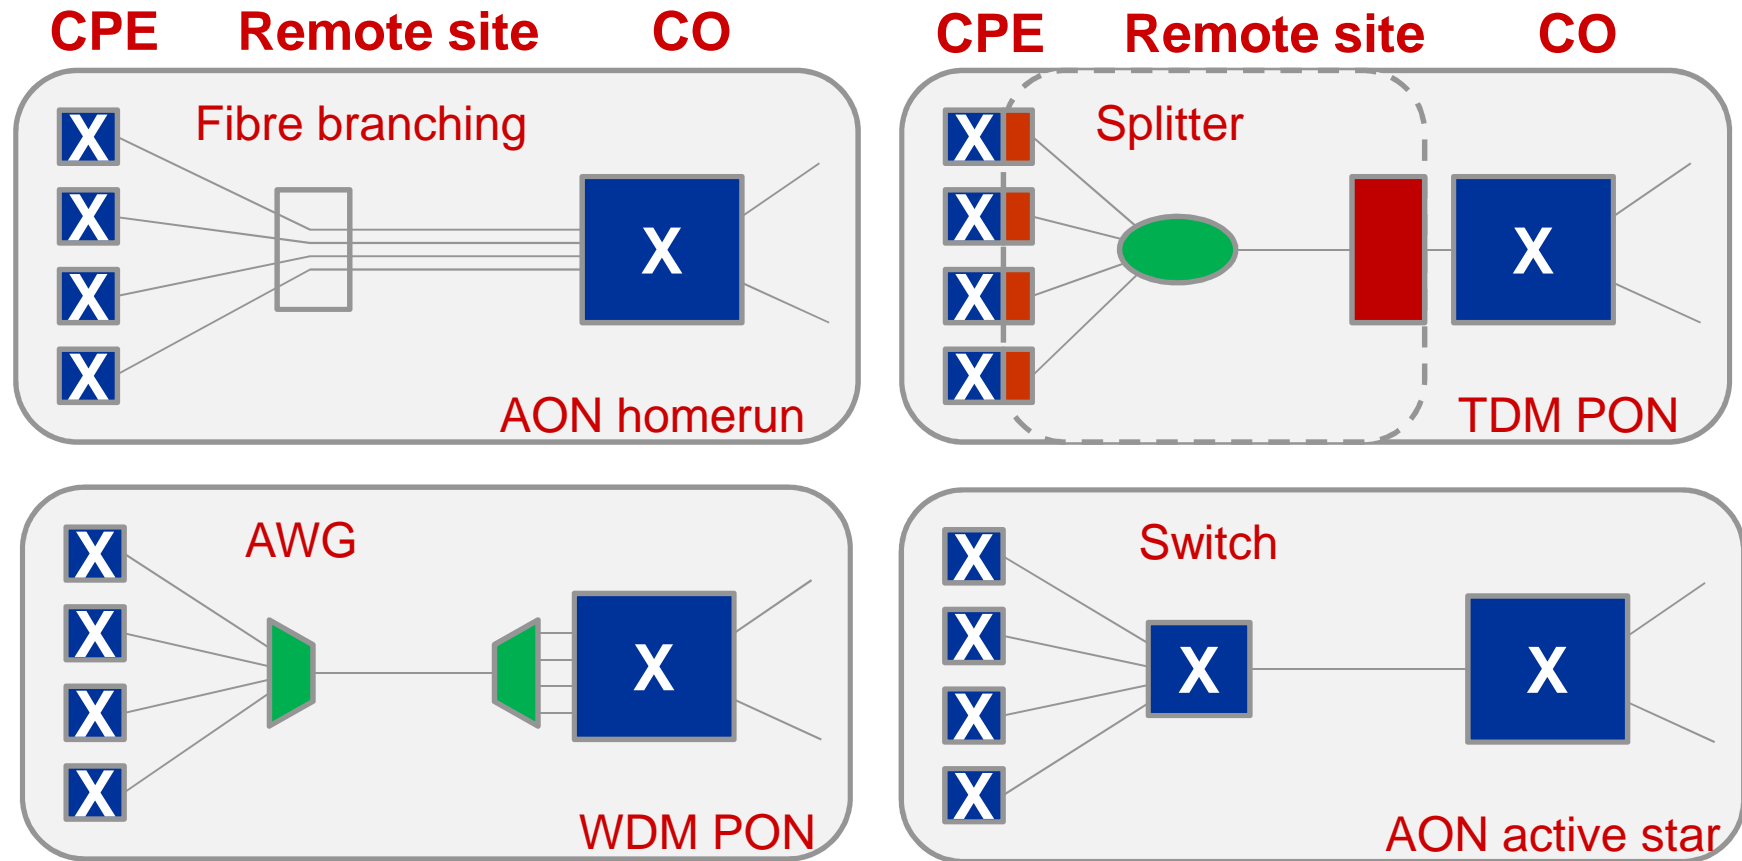 CPE Remote site CO
CPE Remote site CO
Fibre branching
X
X
X
X
X
AON homerun
Splitter
X
X
X
X
X
TDM PON
AWG
X
X
X
X
X
WDM PON
Switch
X
X
X
X
X
X
AON active star